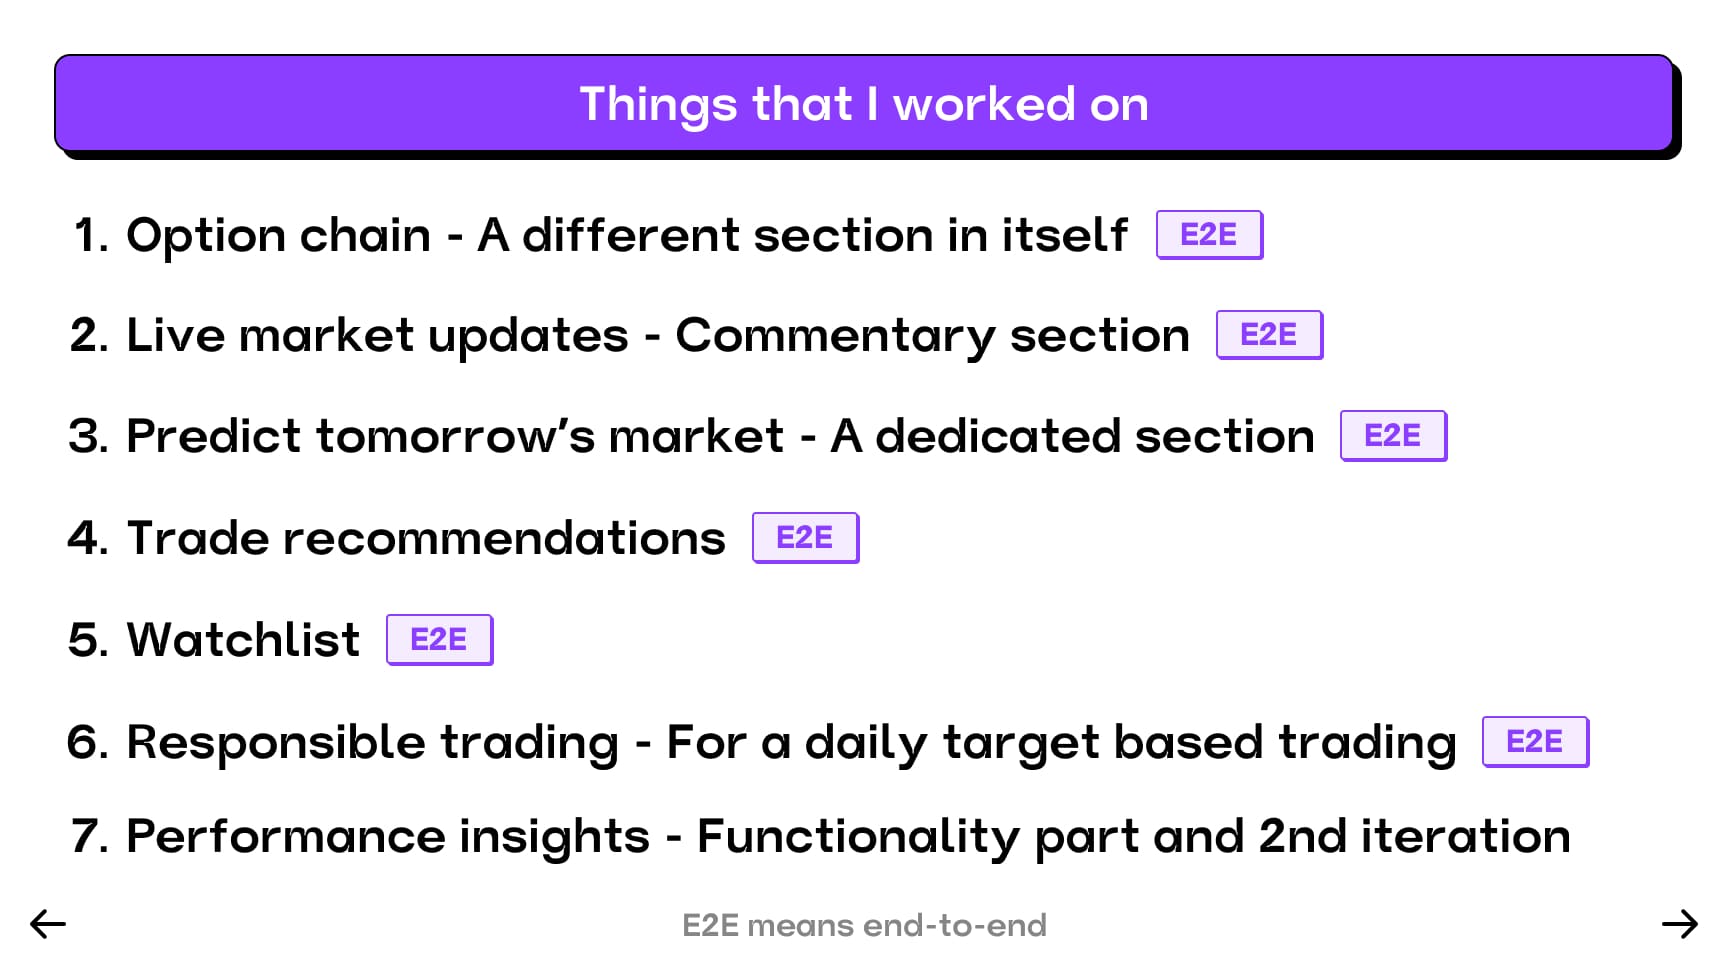 Things that I worked on
1. Option chain - A different section in itself E2E
2. Live market updates - Commentary section E2E
3. Predict tomorrow’s market - A dedicated section E2E
4. Trade recommendations E2E
5. Watchlist E2E
6. Responsible trading - For a daily target based trading E2E
7. Performance insights - Functionality part and 2nd iteration
E2E means end-to-end